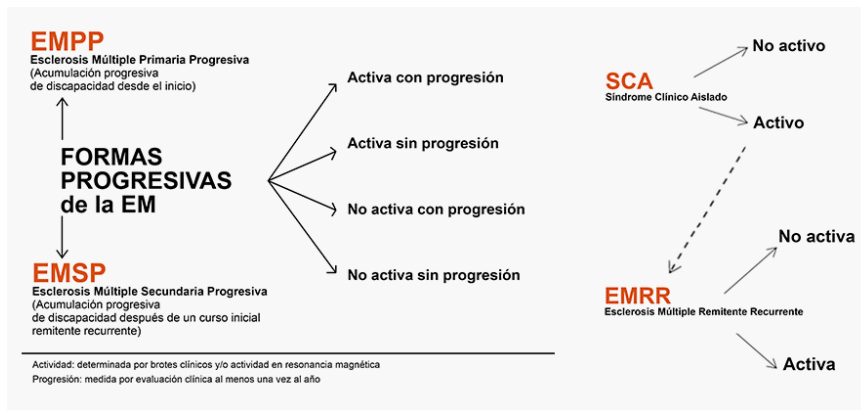 EMPP
Esclerosis Múltiple Primaria Progresiva
(Acumulación progresiva
de discapacidad desde el inicio)
FORMAS
PROGRESIVAS
de la EM
EMSP
Esclerosis Múltiple Secundaria Progresiva
(Acumulación progresiva
de discapacidad después de un curso inicial
remitente recurrente)
Activa con progresión
Activa sin progresión
No activa con progresión
No activa sin progresión
Actividad: determinada por brotes clínicos y/o actividad en resonancia magnética
Progresión: medida por evaluación clínica al menos una vez al año
SCA
Síndrome Clínico Aislado
No activo
Activo
EMRR
Esclerosis Múltiple Remitente Recurrente
No activa
Activa